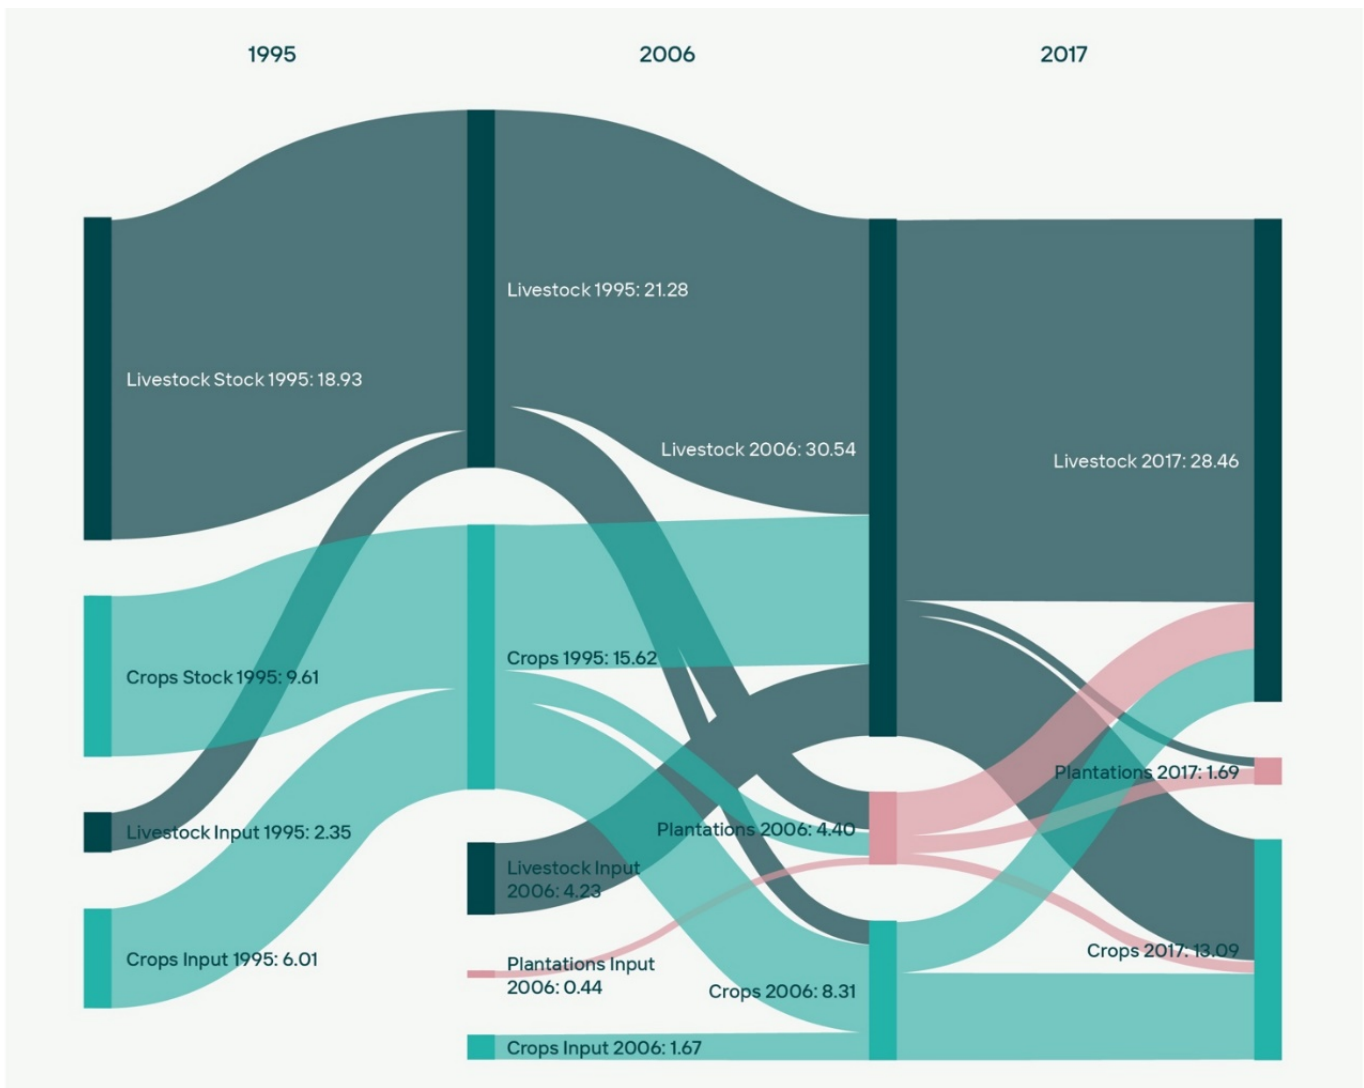 1995
2006
2017
Livestock 1995: 21.28
Livestock Stock 1995: 18.93
Livestock 2006: 30.54
Livestock 2017: 28.46
Crops 1995: 15.62
Crops Stock 1995: 9.61
Plantations 2017: 1.69
Livestock Input 1995: 2.35
Plantations 2006: 4.40
Livestock Input
2006: 4.23
Crops 2017: 13.09
Crops Input 1995: 6.01
Plantations Input
2006: 0.44
Crops 2006: 8.31
Crops Input 2006: 1.67